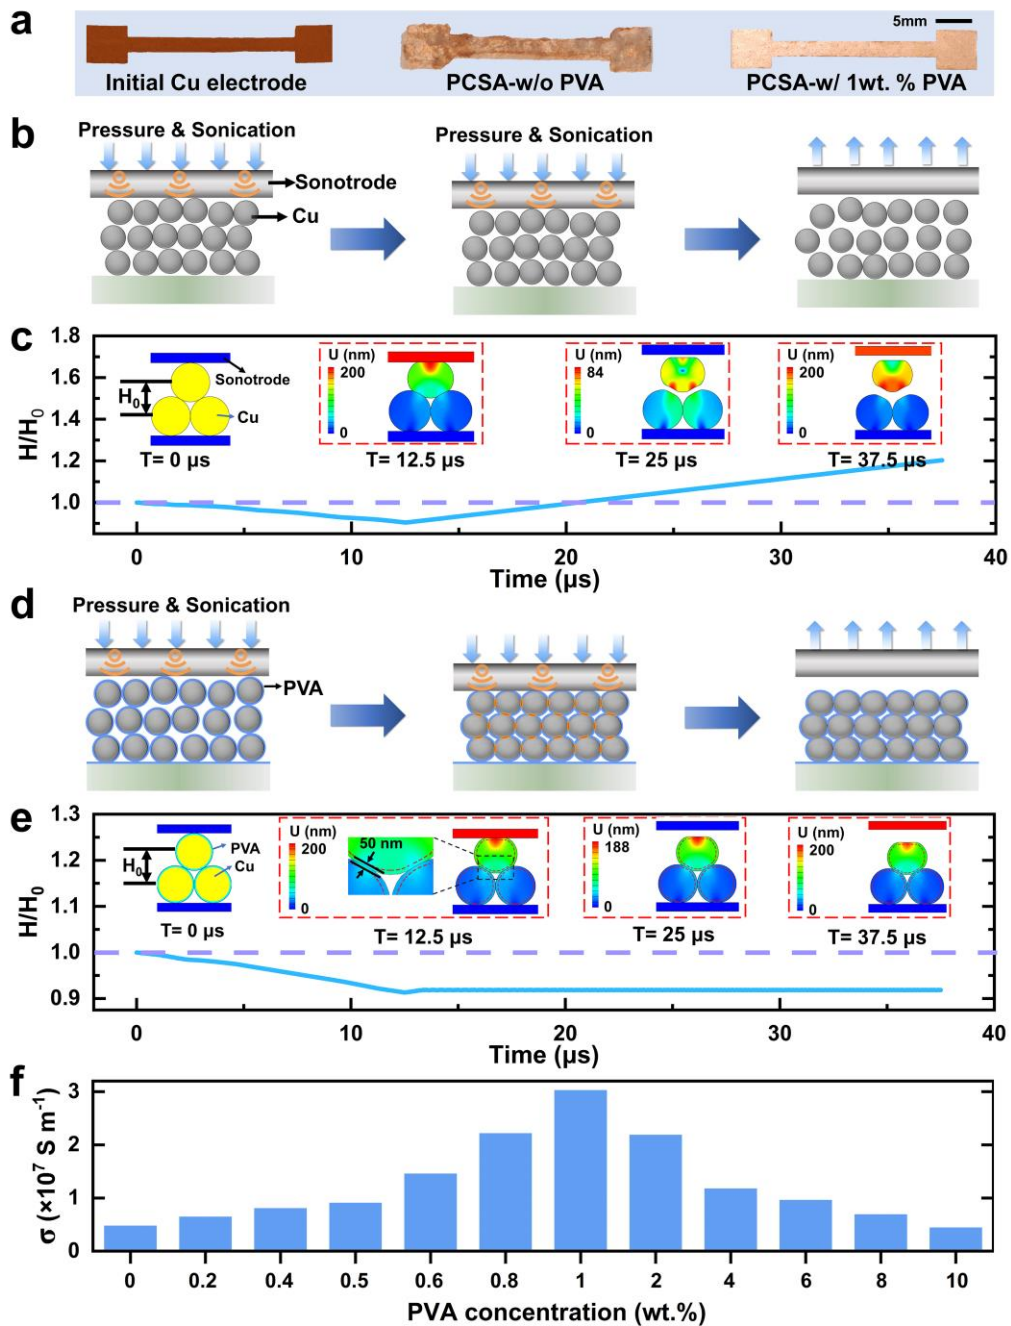 a
5mm
Initial Cu electrode
PCSA-w/o PVA
PCSA-w/ 1wt. % PVA
b
Pressure & Sonication
Pressure & Sonication
Sonotrode
Cu
c
H/H₀
1.8
1.6
1.4
1.2
1.0
H₀
Sonotrode
Cu
T= 0 μs
U (nm)
200
0
T= 12.5 μs
U (nm)
84
0
T= 25 μs
U (nm)
200
0
T= 37.5 μs
0 10 20 30 40
Time (μs)
d
Pressure & Sonication
PVA
e
H/H₀
1.3
1.2
1.1
1.0
0.9
H₀
PVA
Cu
T= 0 μs
U (nm)
200
0
50 nm
T= 12.5 μs
U (nm)
188
0
T= 25 μs
U (nm)
200
0
T= 37.5 μs
0 10 20 30 40
Time (μs)
f
σ (×10⁷ S m⁻¹)
3
2
1
0
0 0.2 0.4 0.5 0.6 0.8 1 2 4 6 8 10
PVA concentration (wt.%)